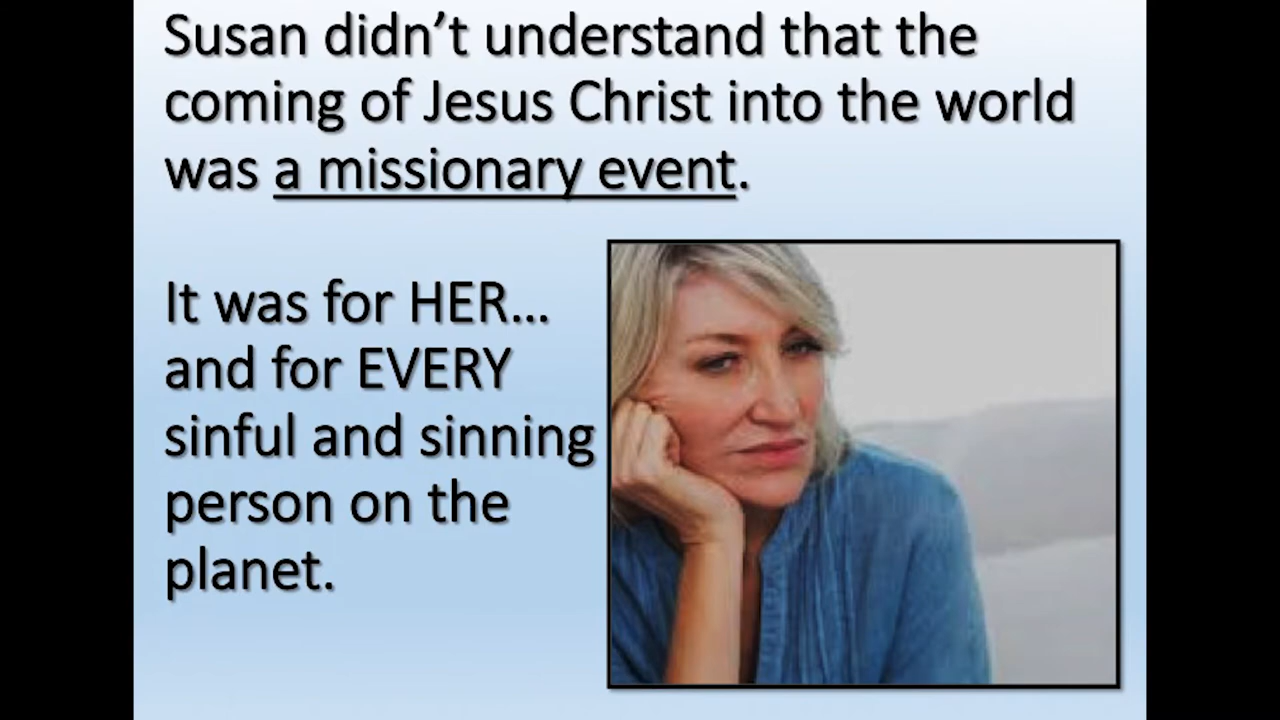 Susan didn’t understand that the
coming of Jesus Christ into the world
was a missionary event.
It was for HER…
and for EVERY
sinful and sinning
person on the
planet.